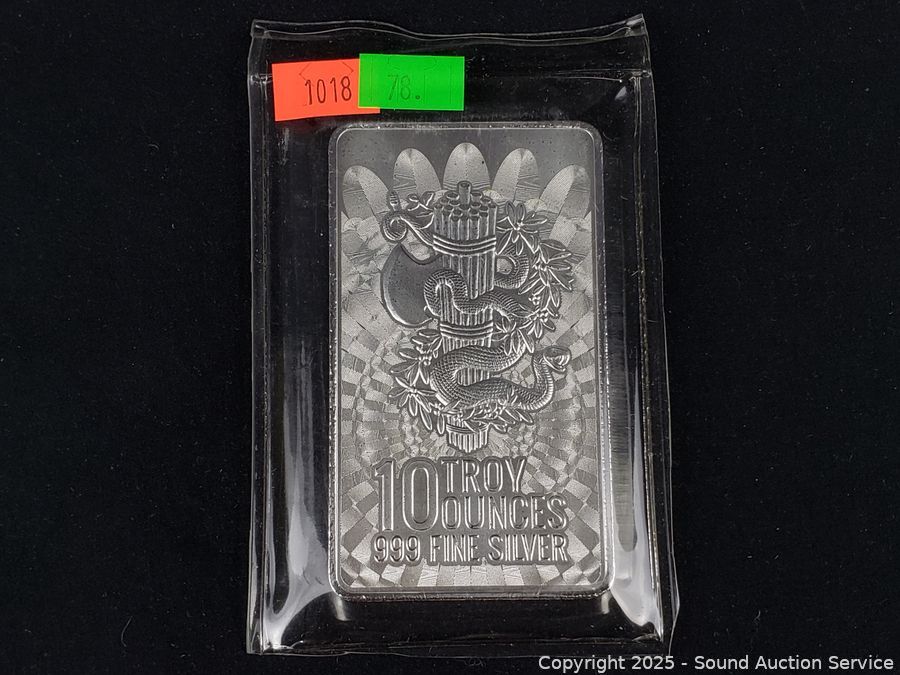 1018
78.
10 TROY
OUNCES
999 FINE SILVER
Copyright 2025 - Sound Auction Service